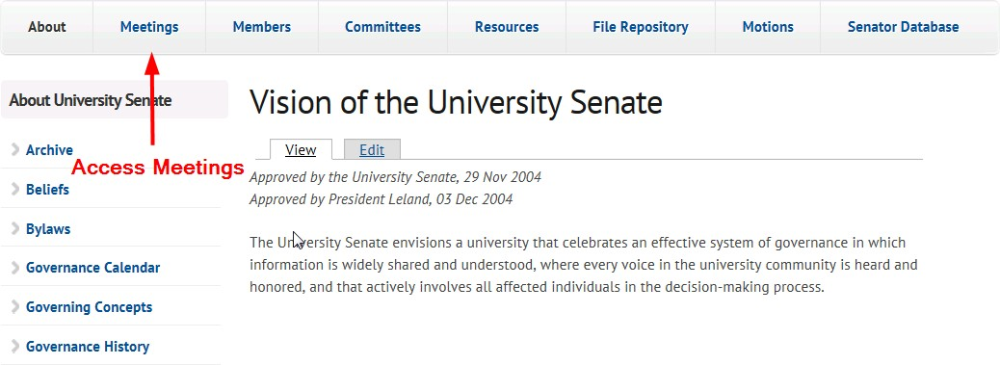 About Meetings Members Committees Resources File Repository Motions Senator Database
About University Senate
Archive
Access Meetings
Beliefs
Bylaws
Governance Calendar
Governing Concepts
Governance History
Vision of the University Senate
View Edit
Approved by the University Senate, 29 Nov 2004
Approved by President Leland, 03 Dec 2004
The University Senate envisions a university that celebrates an effective system of governance in which
information is widely shared and understood, where every voice in the university community is heard and
honored, and that actively involves all affected individuals in the decision-making process.